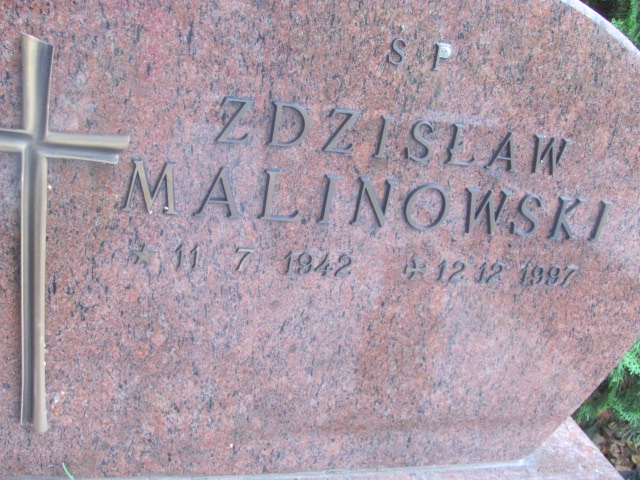 S P
ZDZISŁAW
MALINOWSKI
* 11 7 1942 ✢ 12 12 1997